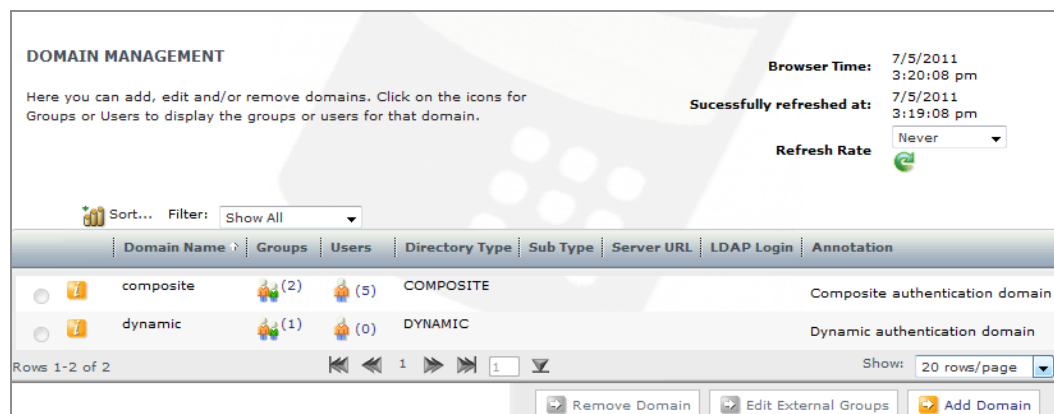 DOMAIN MANAGEMENT
Here you can add, edit and/or remove domains. Click on the icons for
Groups or Users to display the groups or users for that domain.
Browser Time: 7/5/2011
3:20:08 pm
Sucessfully refreshed at: 7/5/2011
3:19:08 pm
Refresh Rate Never
Sort... Filter: Show All
Domain Name Groups Users Directory Type Sub Type Server URL LDAP Login Annotation
composite (2) (5) COMPOSITE Composite authentication domain
dynamic (1) (0) DYNAMIC Dynamic authentication domain
Rows 1-2 of 2 1 1 Show: 20 rows/page
Remove Domain Edit External Groups Add Domain